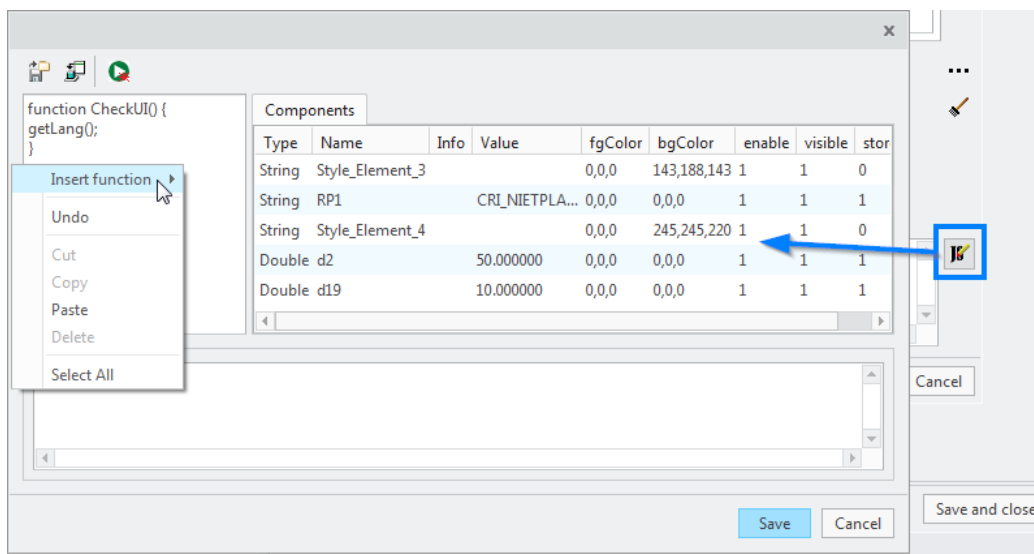 function CheckUI() {
getLang();
}
Insert function
Undo
Cut
Copy
Paste
Delete
Select All
Components
Type Name Info Value fgColor bgColor enable visible stor
String Style_Element_3 0,0,0 143,188,143 1 1 0
String RP1 CRI_NIETPLA... 0,0,0 0,0,0 1 1 1
String Style_Element_4 0,0,0 245,245,220 1 1 0
Double d2 50.000000 0,0,0 0,0,0 1 1 1
Double d19 10.000000 0,0,0 0,0,0 1 1 1
Save Cancel
Cancel
Save and close